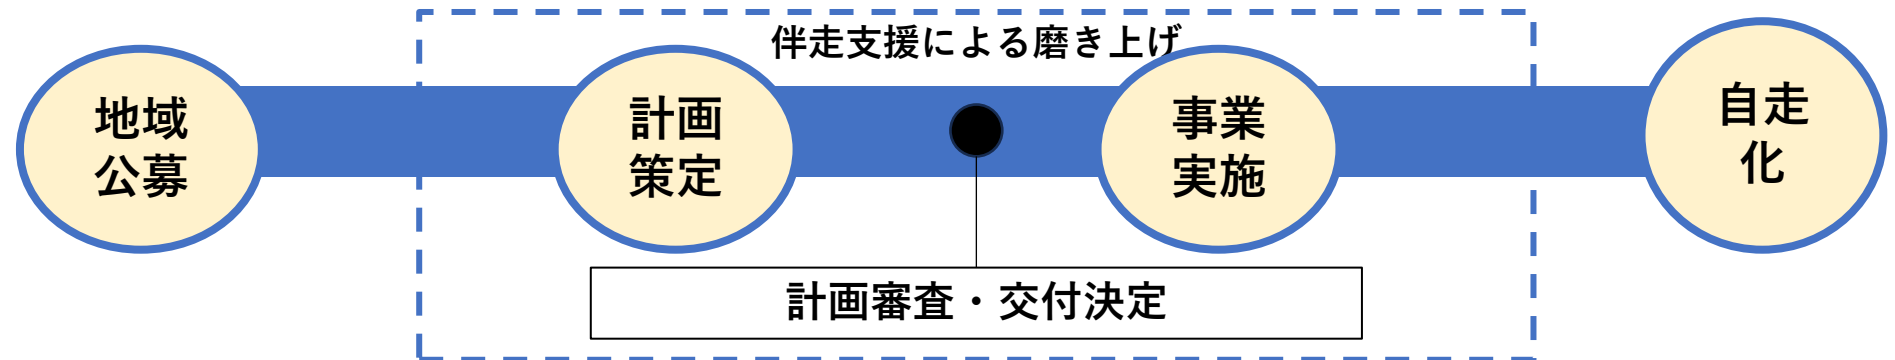 伴走支援による磨き上げ
地域
公募
計画
策定
事業
実施
自走
化
計画審査・交付決定